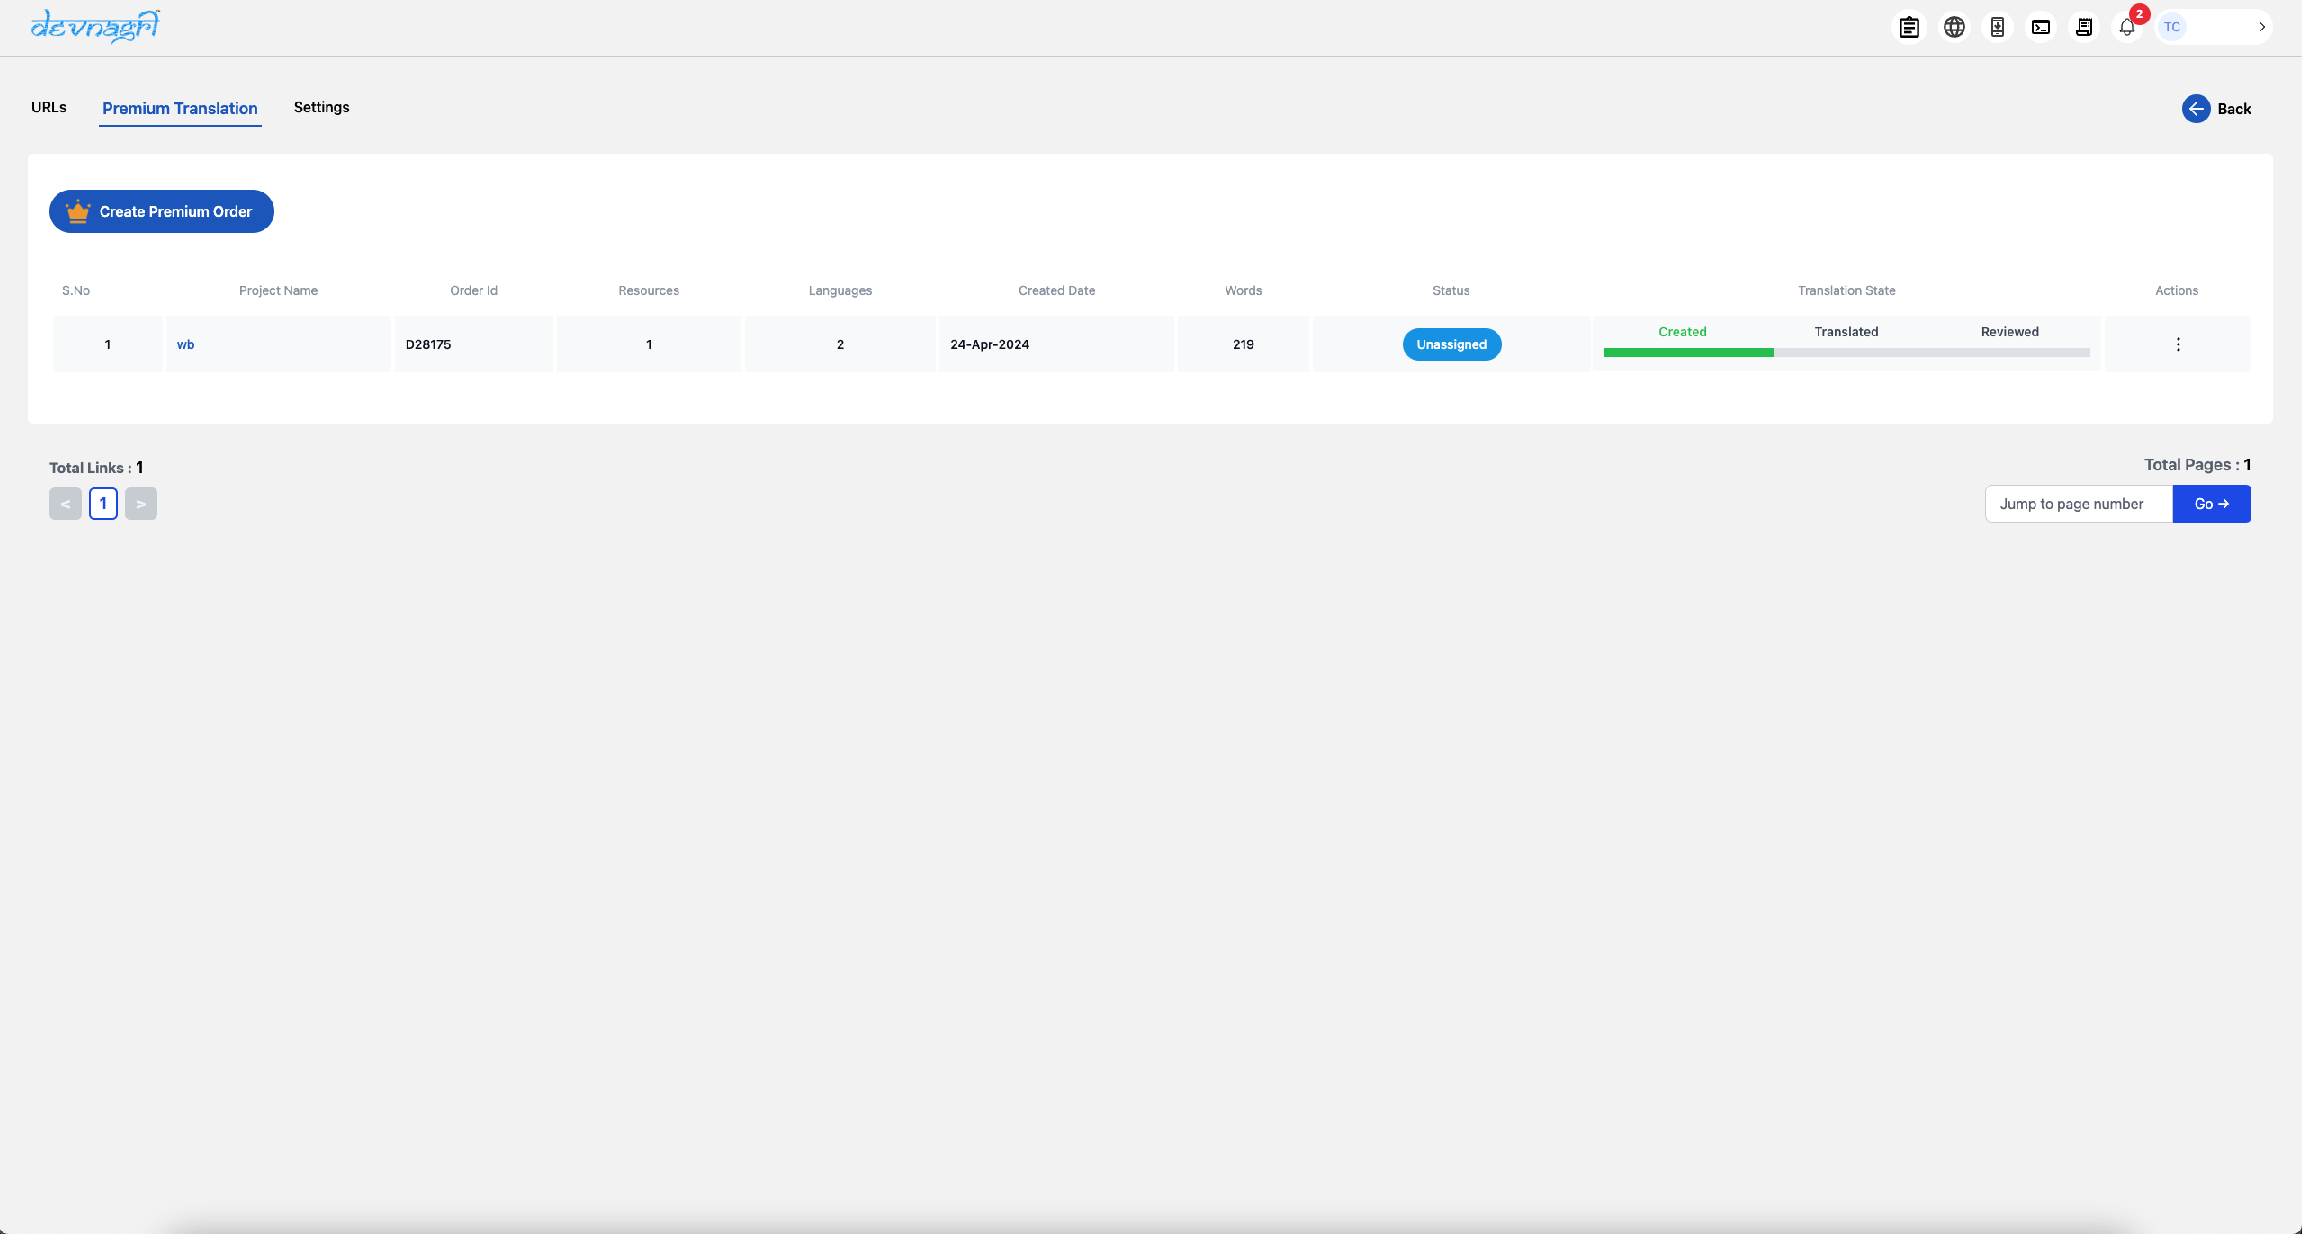 devnagri
2
TC
URLs
Premium Translation
Settings
Back
Create Premium Order
S.No
Project Name
Order Id
Resources
Languages
Created Date
Words
Status
Translation State
Actions
1
wb
D28175
1
2
24-Apr-2024
219
Unassigned
Created
Translated
Reviewed
Total Links : 1
Total Pages : 1
< 1 >
Jump to page number
Go →